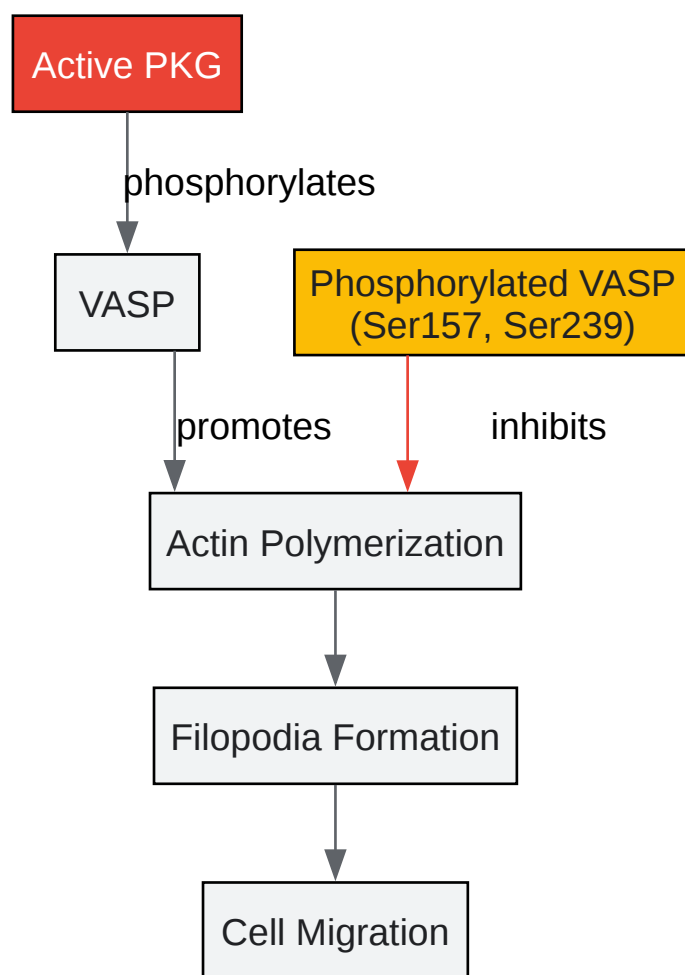 Active PKG
phosphorylates
VASP
Phosphorylated VASP
(Ser157, Ser239)
promotes
inhibits
Actin Polymerization
Filopodia Formation
Cell Migration